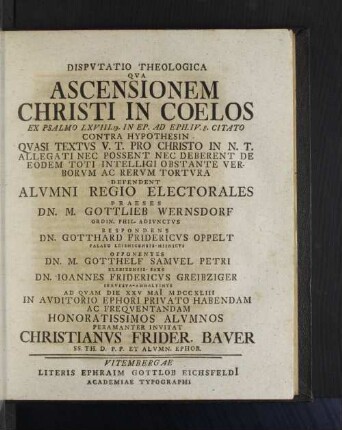 DISPVTATIO THEOLOGICA
QVA
ASCENSIONEM
CHRISTI IN COELOS
EX PSALMO LXVIII.19. IN EP. AD EPH.IV.8. CITATO
CONTRA HYPOTHESIN
QVASI TEXTVS V. T. PRO CHRISTO IN N. T.
ALLEGATI NEC POSSENT NEC DEBERENT DE
EODEM TOTI INTELLIGI OBSTANTE VER-
BORVM AC RERVM TORTVRA
DEFENDENT
ALVMNI REGIO ELECTORALES
PRAESES
DN. M. GOTTLIEB WERNSDORF
ORDIN. PHIL. ADIVNCTVS
RESPONDENS
DN. GOTTHARD FRIDERICVS OPPELT
OPPONENTES
DN. M. GOTTHELF SAMVEL PETRI
DN. IOANNES FRIDERICVS GREIBZIGER
AD QVAM DIE XXV MAI MDCCXLIII
IN AVDITORIO EPHORI PRIVATO HABENDAM
AC FREQVENTANDAM
HONORATISSIMOS ALVMNOS
PERAMANTER INVITAT
CHRISTIANVS FRIDER. BAVER
SS. TH. D. P. P. ET ALVMN. EPHOR.
VITEMBERGAE
LITERIS EPHRAIM GOTTLOB EICHSFELDI
ACADEMIAE TYPOGRAPHI